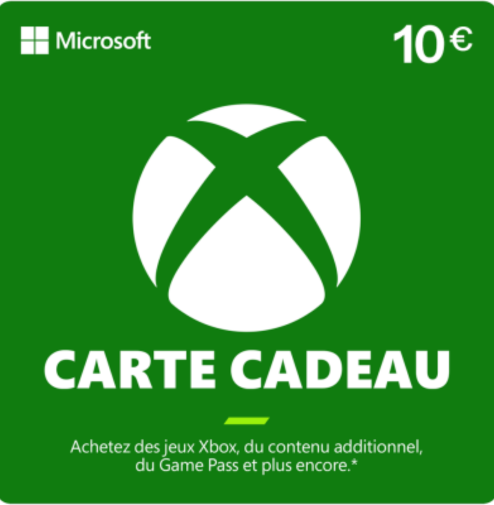 Microsoft
10€
CARTE CADEAU
Achetez des jeux Xbox, du contenu additionnel,
du Game Pass et plus encore.*